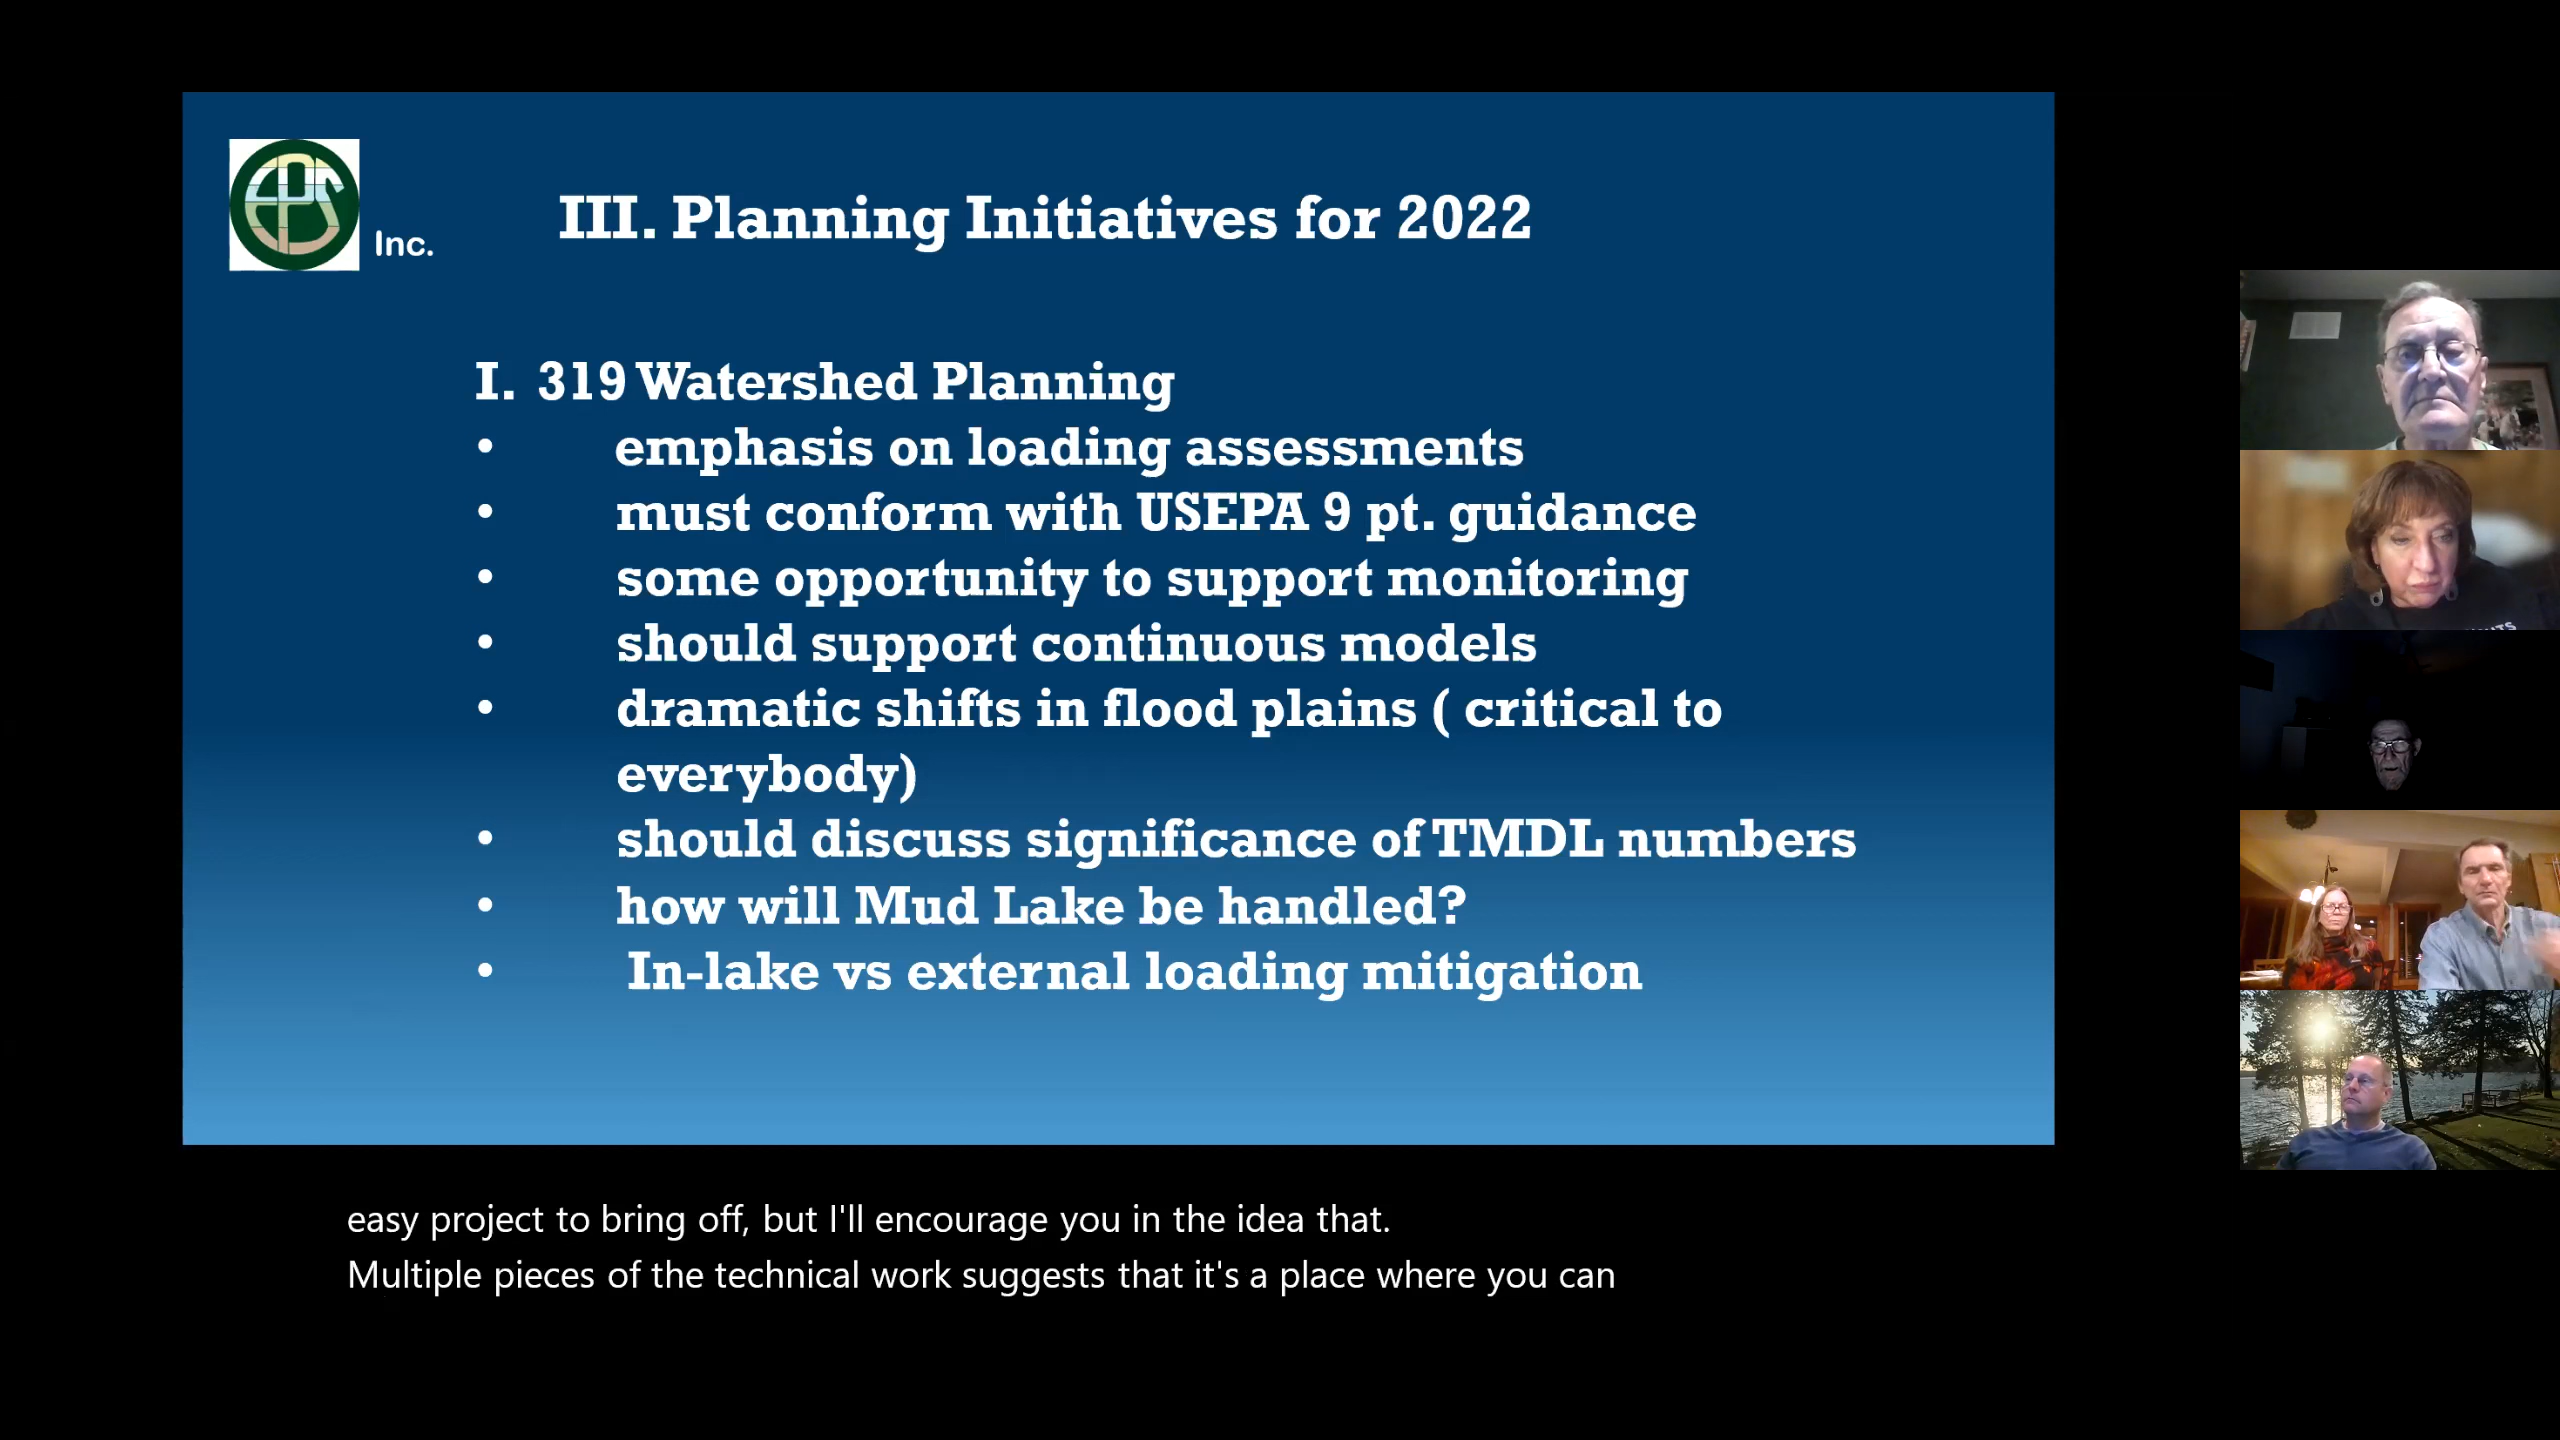 EPS
Inc.
III. Planning Initiatives for 2022
I. 319 Watershed Planning
• emphasis on loading assessments
• must conform with USEPA 9 pt. guidance
• some opportunity to support monitoring
• should support continuous models
• dramatic shifts in flood plains ( critical to
everybody)
• should discuss significance of TMDL numbers
• how will Mud Lake be handled?
• In-lake vs external loading mitigation
easy project to bring off, but I'll encourage you in the idea that.
Multiple pieces of the technical work suggests that it's a place where you can